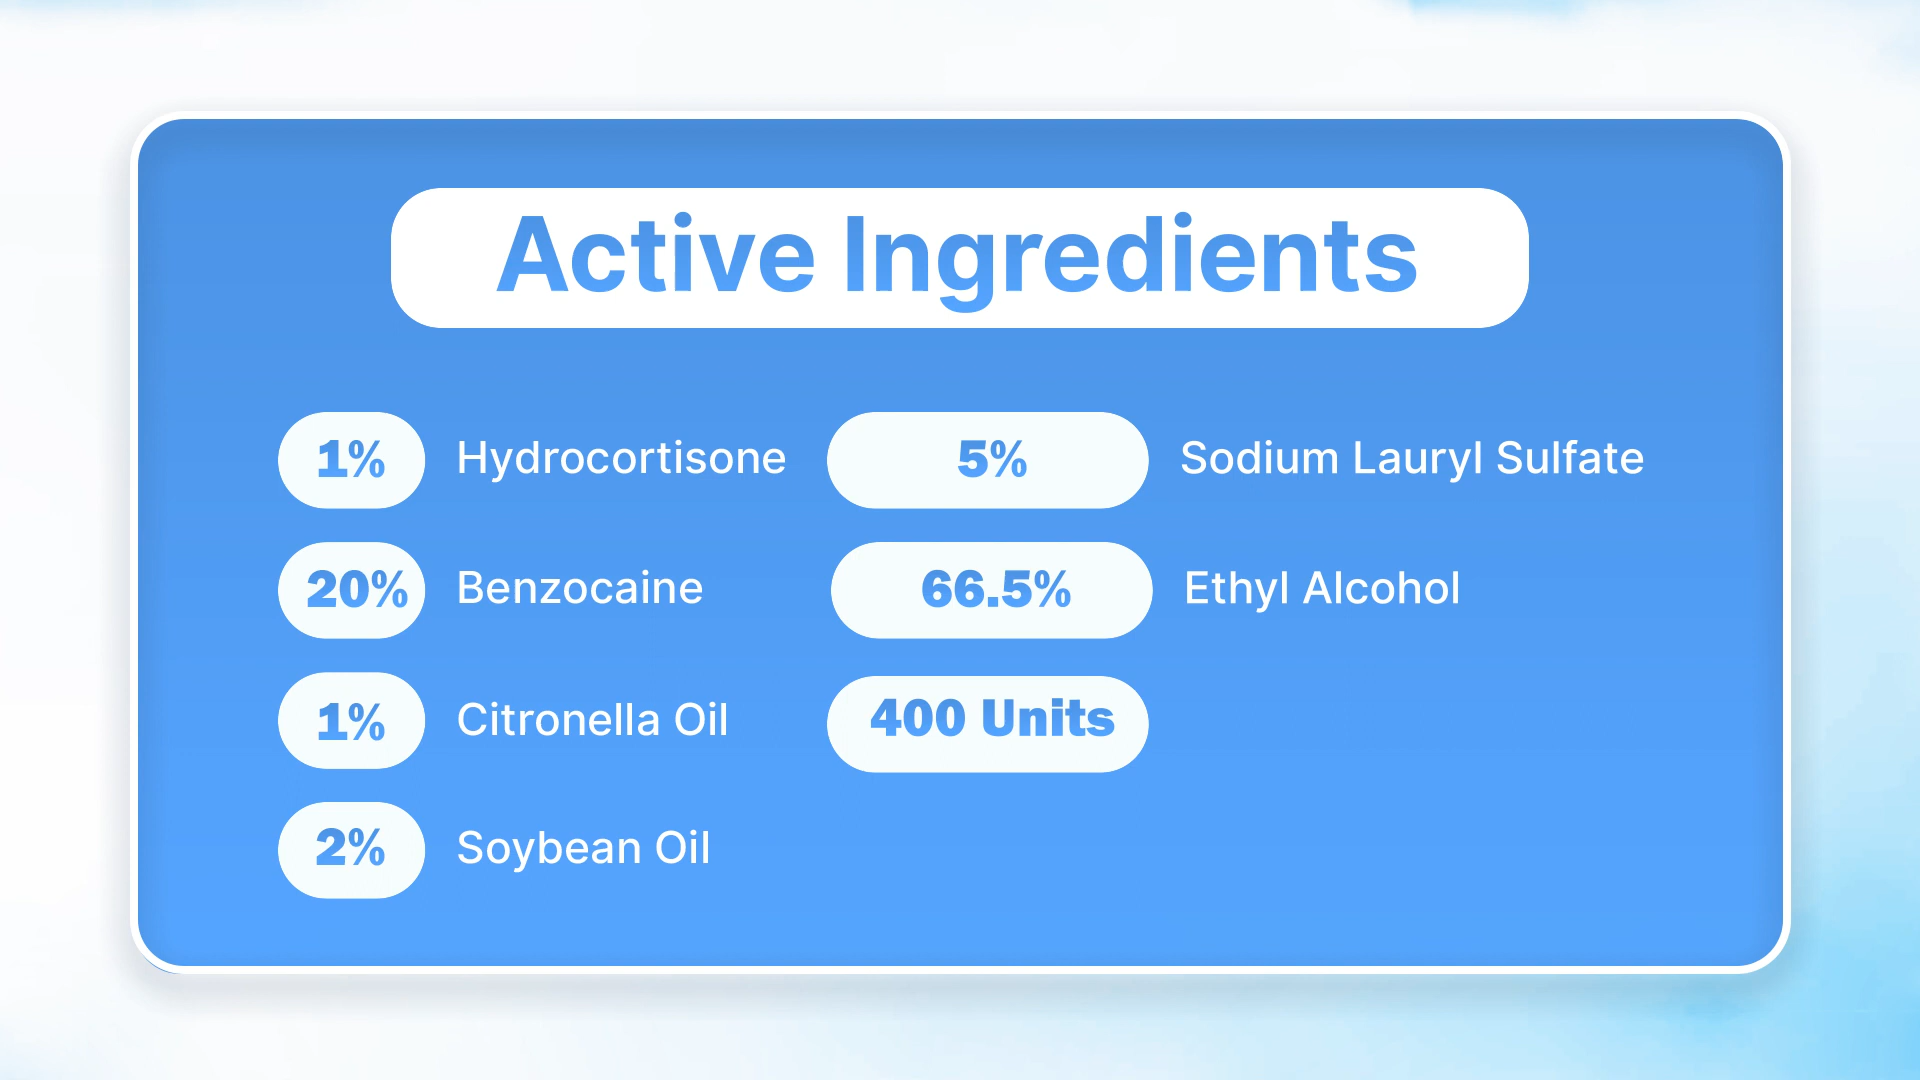 Active Ingredients
1% Hydrocortisone
20% Benzocaine
1% Citronella Oil
2% Soybean Oil
5% Sodium Lauryl Sulfate
66.5% Ethyl Alcohol
400 Units